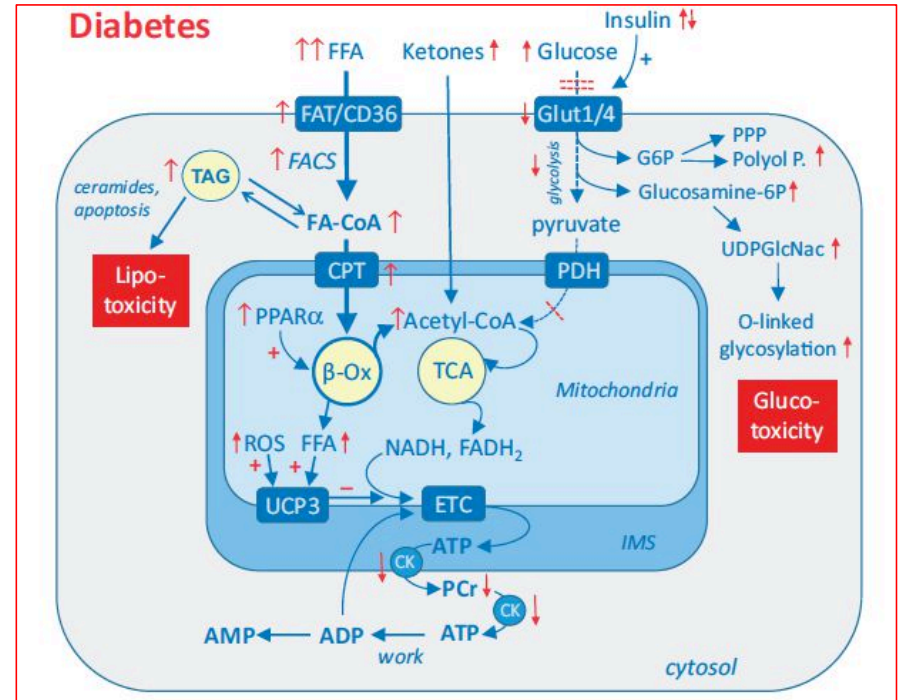 Diabetes
Insulin ↑↓
↑↑ FFA
Ketones ↑
↑ Glucose
+
↑ FAT/CD36
↓ Glut1/4
↑ FACS
↓ glycolysis
G6P
PPP
Polyol P. ↑
↑ TAG
ceramides,
apoptosis
Glucosamine-6P ↑
FA-CoA ↑
pyruvate
UDPGlcNac ↑
Lipo-
toxicity
CPT ↑
PDH
↑ PPARα
↑ Acetyl-CoA
O-linked
glycosylation ↑
+
β-Ox
TCA
Mitochondria
Gluco-
toxicity
↑ ROS
FFA ↑
NADH, FADH₂
+
+
–
UCP3
ETC
IMS
ATP
↓ CK
PCr ↓
CK ↓
AMP
ADP
ATP
work
cytosol